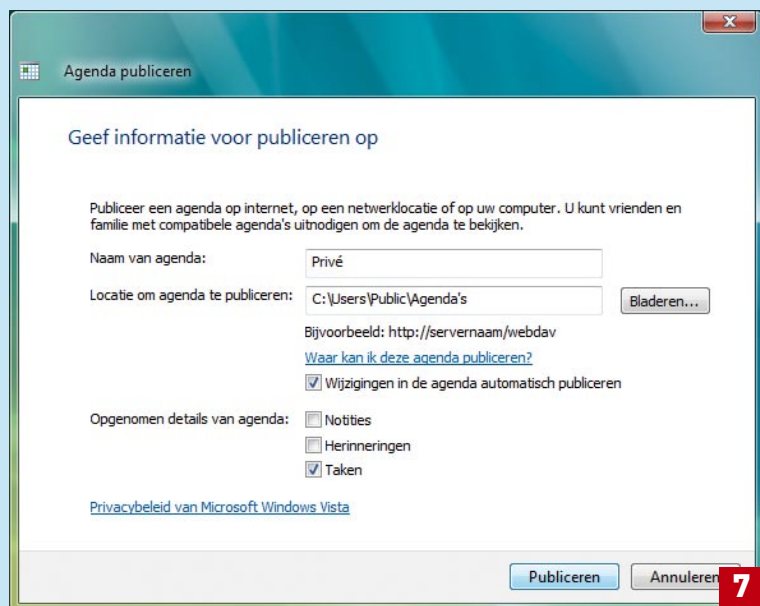 Agenda publiceren
Geef informatie voor publiceren op
Publiceer een agenda op internet, op een netwerklocatie of op uw computer. U kunt vrienden en
familie met compatibele agenda's uitnodigen om de agenda te bekijken.
Naam van agenda: Privé
Locatie om agenda te publiceren: C:\Users\Public\Agenda's Bladeren...
Bijvoorbeeld: http://servernaam/webdav
Waar kan ik deze agenda publiceren?
Wijzigingen in de agenda automatisch publiceren
Opgenomen details van agenda: Notities
Herinneringen
Taken
Privacybeleid van Microsoft Windows Vista
Publiceren Annuleren
7